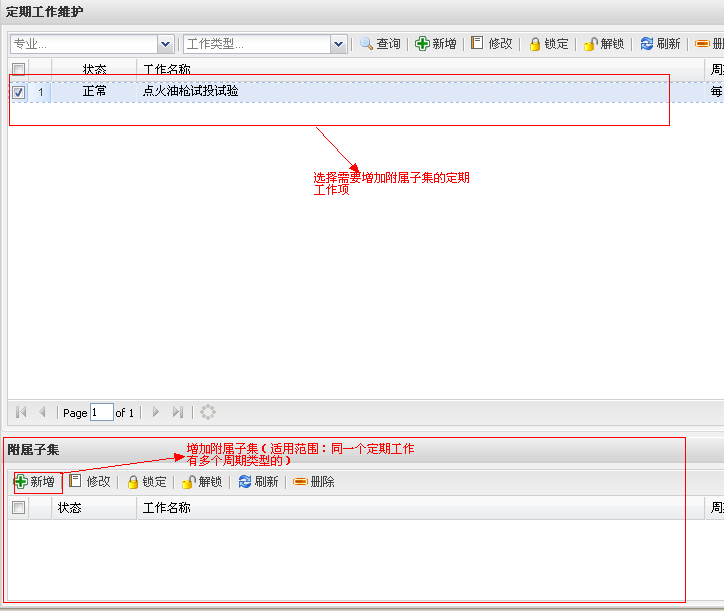 定期工作维护
专业... 工作类型... 查询 新增 修改 锁定 解锁 刷新
状态 工作名称
1 正常 点火油枪试投试验 每
选择需要增加附属子集的定期
工作项
Page 1 of 1
附属子集
增加附属子集（适用范围：同一个定期工作
有多个周期类型的）
新增 修改 锁定 解锁 刷新 删除
状态 工作名称